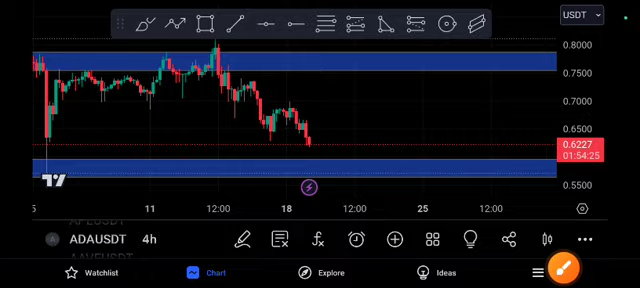 USDT
0.8000
0.7500
0.7000
0.6500
0.6227
01:54:25
0.5500
5 11 12:00 18 12:00 25 12:00
ADAUSDT 4h
Watchlist Chart Explore Ideas